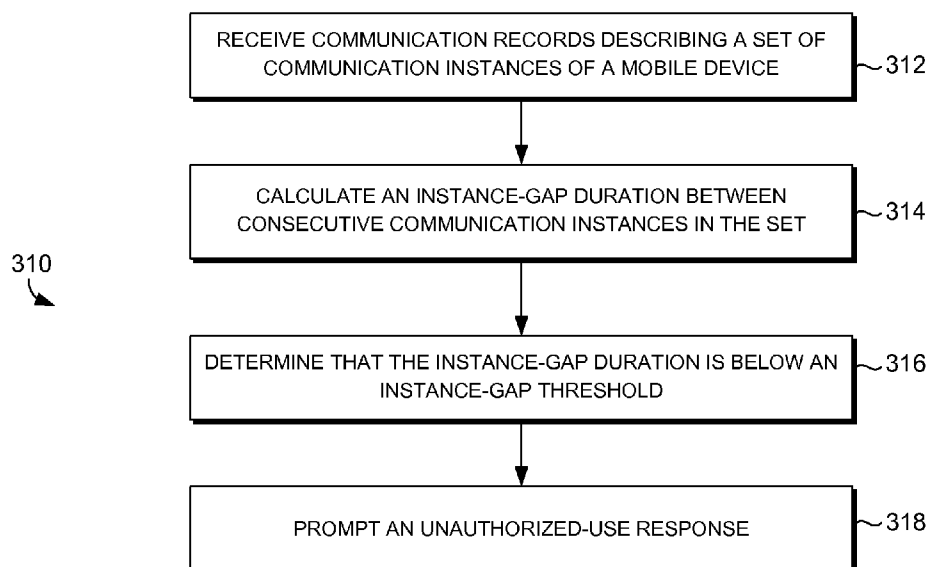 RECEIVE COMMUNICATION RECORDS DESCRIBING A SET OF
COMMUNICATION INSTANCES OF A MOBILE DEVICE
312
CALCULATE AN INSTANCE-GAP DURATION BETWEEN
CONSECUTIVE COMMUNICATION INSTANCES IN THE SET
314
310
DETERMINE THAT THE INSTANCE-GAP DURATION IS BELOW AN
INSTANCE-GAP THRESHOLD
316
PROMPT AN UNAUTHORIZED-USE RESPONSE
318